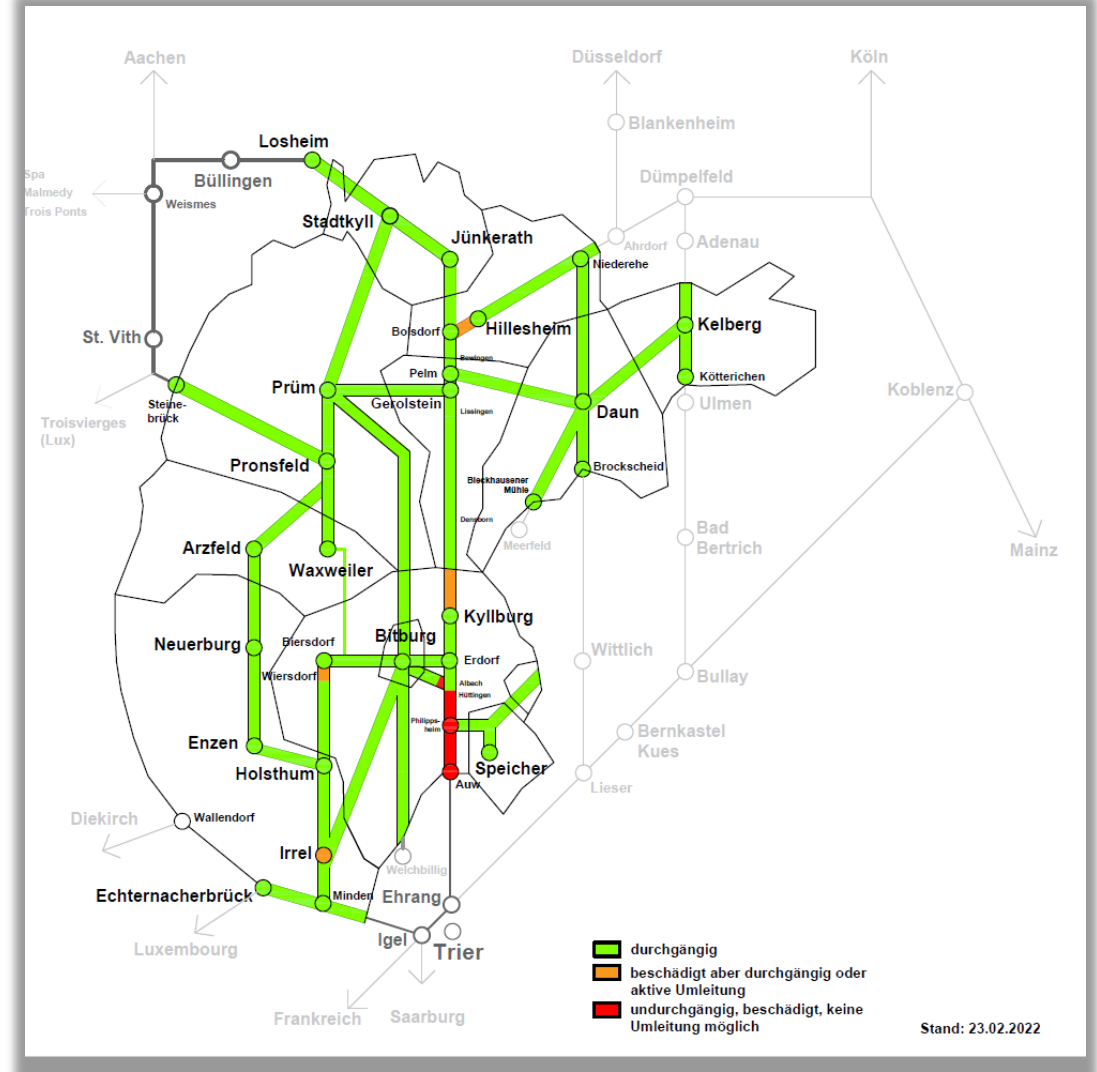 Aachen
Düsseldorf
Köln
Blankenheim
Losheim
Büllingen
Spa
Malmedy
Trois Ponts
Weismes
Dümpelfeld
Stadtkyll
Jünkerath
Ahrdorf
Adenau
Niederehe
St. Vith
Bolsdorf
Hillesheim
Kelberg
Bewingen
Pelm
Kötterichen
Prüm
Gerolstein
Koblenz
Steine-
brück
Lissingen
Daun
Ulmen
Troisvierges
(Lux)
Pronsfeld
Brockscheid
Bleckhausener
Mühle
Densborn
Bad
Bertrich
Meerfeld
Arzfeld
Mainz
Waxweiler
Kyllburg
Neuerburg
Biersdorf
Bitburg
Erdorf
Wittlich
Wiersdorf
Albach
Hüttingen
Bullay
Philipps-
heim
Bernkastel
Kues
Enzen
Holsthum
Speicher
Auw
Lieser
Diekirch
Wallendorf
Irrel
Welchbillig
Echternacherbrück
Minden
Ehrang
Luxembourg
Igel
Trier
durchgängig
beschädigt aber durchgängig oder
aktive Umleitung
undurchgängig, beschädigt, keine
Umleitung möglich
Frankreich
Saarburg
Stand: 23.02.2022